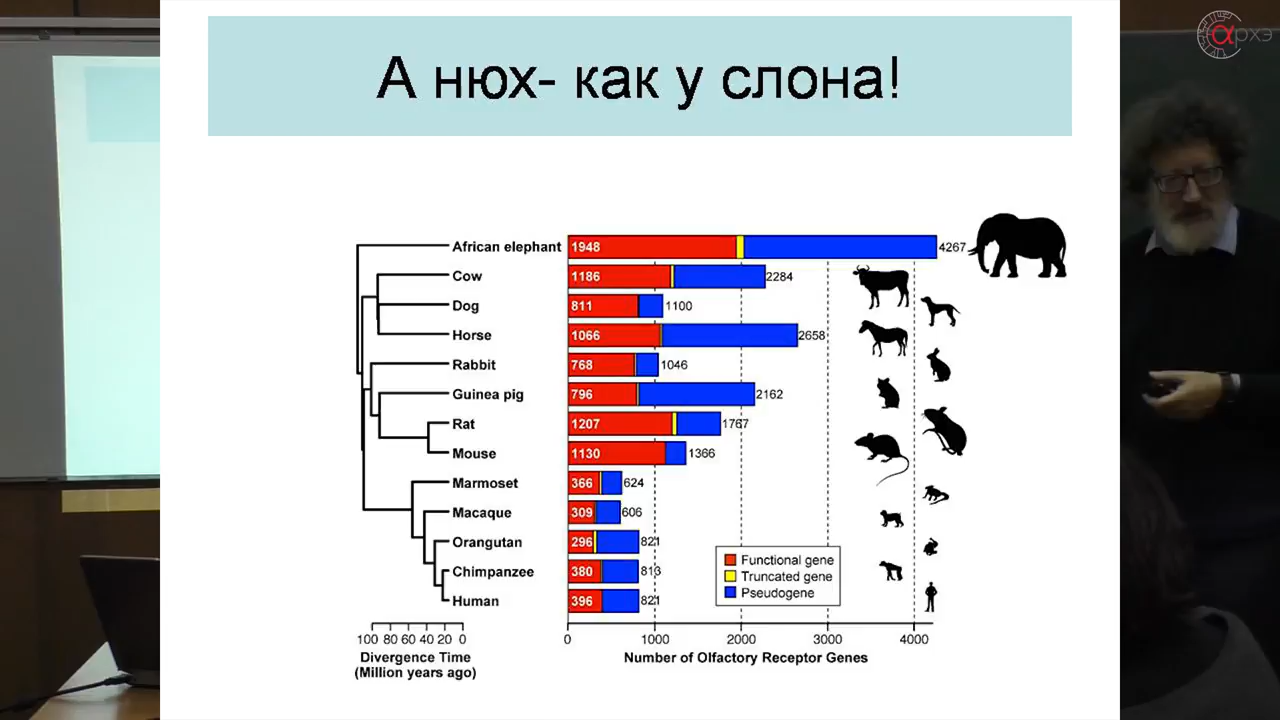 αрхэ
А нюх- как у слона!
African elephant 1948 4267
Cow 1186 2284
Dog 811 1100
Horse 1066 2658
Rabbit 768 1046
Guinea pig 796 2162
Rat 1207 1767
Mouse 1130 1366
Marmoset 366 624
Macaque 309 606
Orangutan 296 821
Chimpanzee 380 813
Human 396 821
Functional gene
Truncated gene
Pseudogene
100 80 60 40 20 0
Divergence Time
(Million years ago)
0 1000 2000 3000 4000
Number of Olfactory Receptor Genes